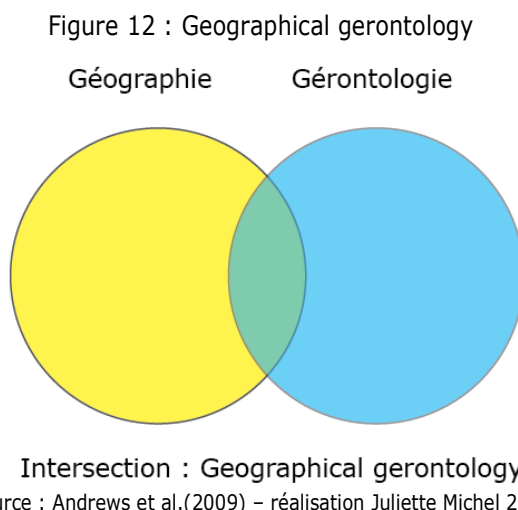 Figure 12 : Geographical gerontology
Géographie Gérontologie
Intersection : Geographical gerontology
: Andrews et al.(2009) – réalisation Juliette Michel